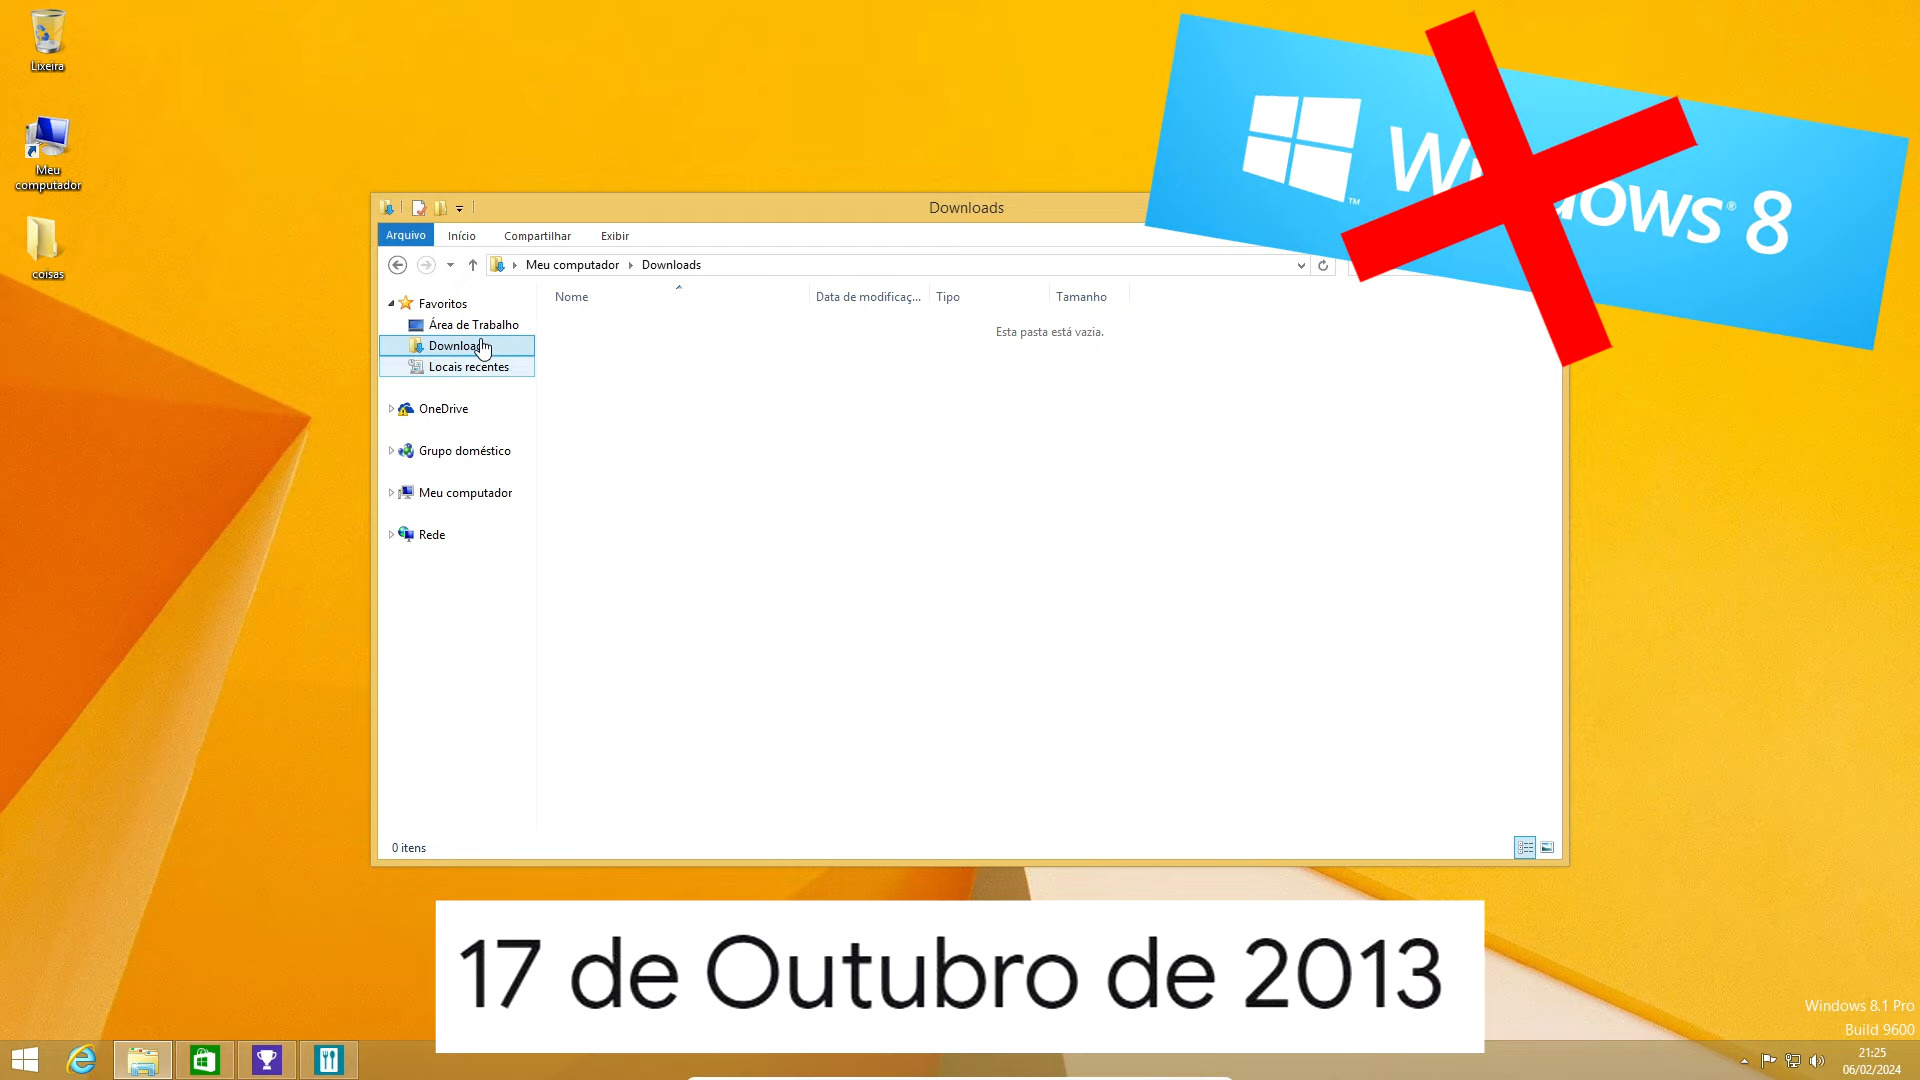 Lixeira
Meu
computador
coisas
Windows® 8
Downloads
Arquivo
Início
Compartilhar
Exibir
Meu computador
Downloads
Nome
Data de modificaç...
Tipo
Tamanho
Esta pasta está vazia.
Favoritos
Área de Trabalho
Downloads
Locais recentes
OneDrive
Grupo doméstico
Meu computador
Rede
0 itens
17 de Outubro de 2013
Windows 8.1 Pro
Build 9600
21:25
06/02/2024